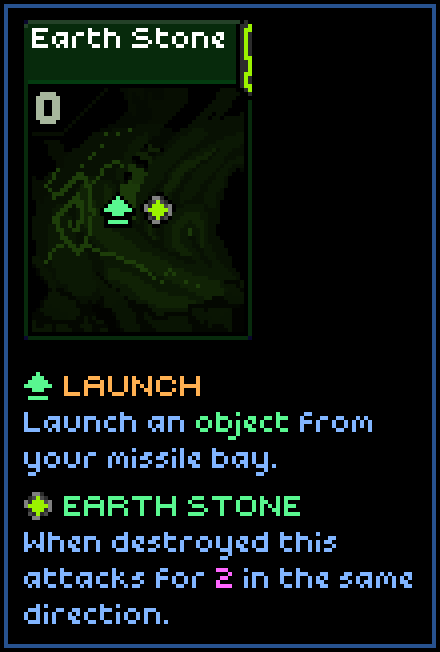 Earth Stone
0
LAUNCH
Launch an object from
your missile bay.
EARTH STONE
When destroyed this
attacks for 2 in the same
direction.